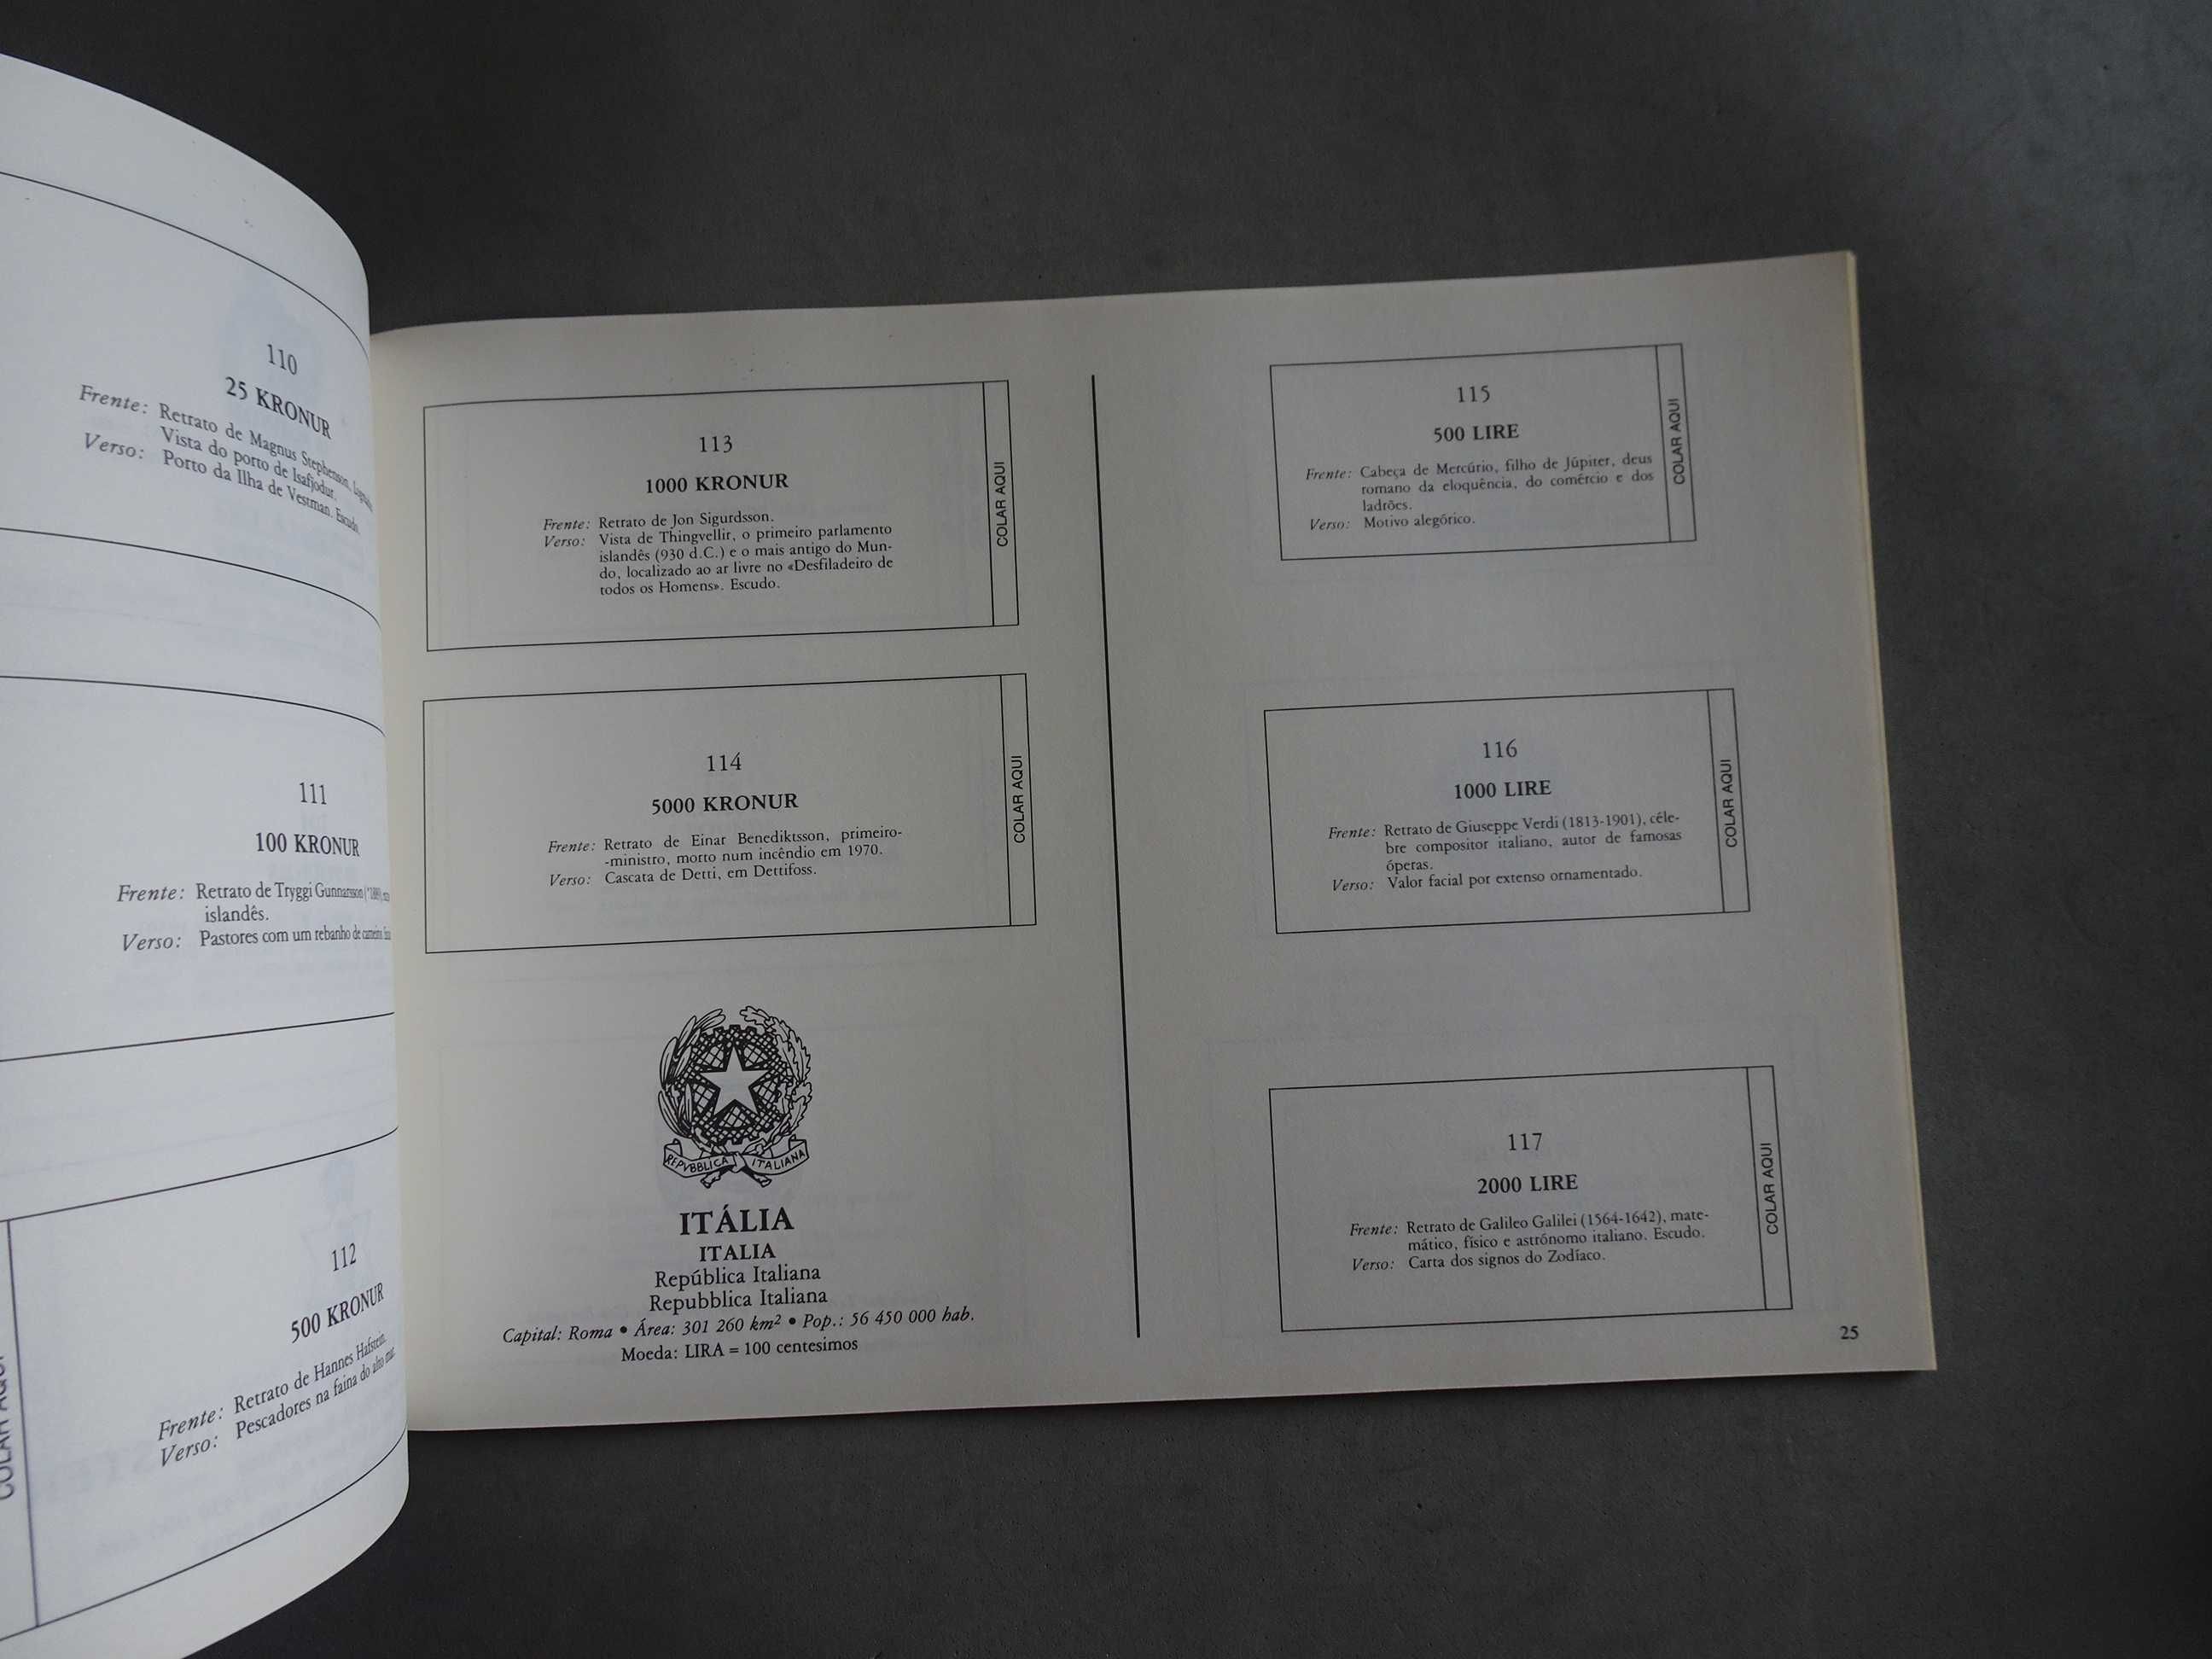 110
25 KRONUR
Frente: Retrato de Magnus Stephenson,
Vista do porto de Isafjodur.
Verso: Porto da Ilha de Vestman. Escudo
111
100 KRONUR
Frente: Retrato de Tryggi Gunnarsson
islandês.
Verso: Pastores com um rebanho de carneiros
112
500 KRONUR
Frente: Retrato de Hannes Hafstein.
Verso: Pescadores na faina do alto mar.
COLAR AQUI
113
1000 KRONUR
Frente: Retrato de Jon Sigurdsson.
Verso: Vista de Thingvellir, o primeiro parlamento
islandês (930 d.C.) e o mais antigo do Mun-
do, localizado ao ar livre no «Desfiladeiro de
todos os Homens». Escudo.
COLAR AQUI
114
5000 KRONUR
Frente: Retrato de Einar Benediktsson, primeiro-
-ministro, morto num incêndio em 1970.
Verso: Cascata de Detti, em Dettifoss.
COLAR AQUI
REPVBBLICA ITALIANA
ITÁLIA
ITALIA
República Italiana
Repubblica Italiana
Capital: Roma • Área: 301 260 km² • Pop.: 56 450 000 hab.
Moeda: LIRA = 100 centesimos
115
500 LIRE
Frente: Cabeça de Mercúrio, filho de Júpiter, deus
romano da eloquência, do comércio e dos
ladrões.
Verso: Motivo alegórico.
COLAR AQUI
116
1000 LIRE
Frente: Retrato de Giuseppe Verdi (1813-1901), céle-
bre compositor italiano, autor de famosas
óperas.
Verso: Valor facial por extenso ornamentado.
COLAR AQUI
117
2000 LIRE
Frente: Retrato de Galileo Galilei (1564-1642), mate-
mático, físico e astrónomo italiano. Escudo.
Verso: Carta dos signos do Zodíaco.
COLAR AQUI
25